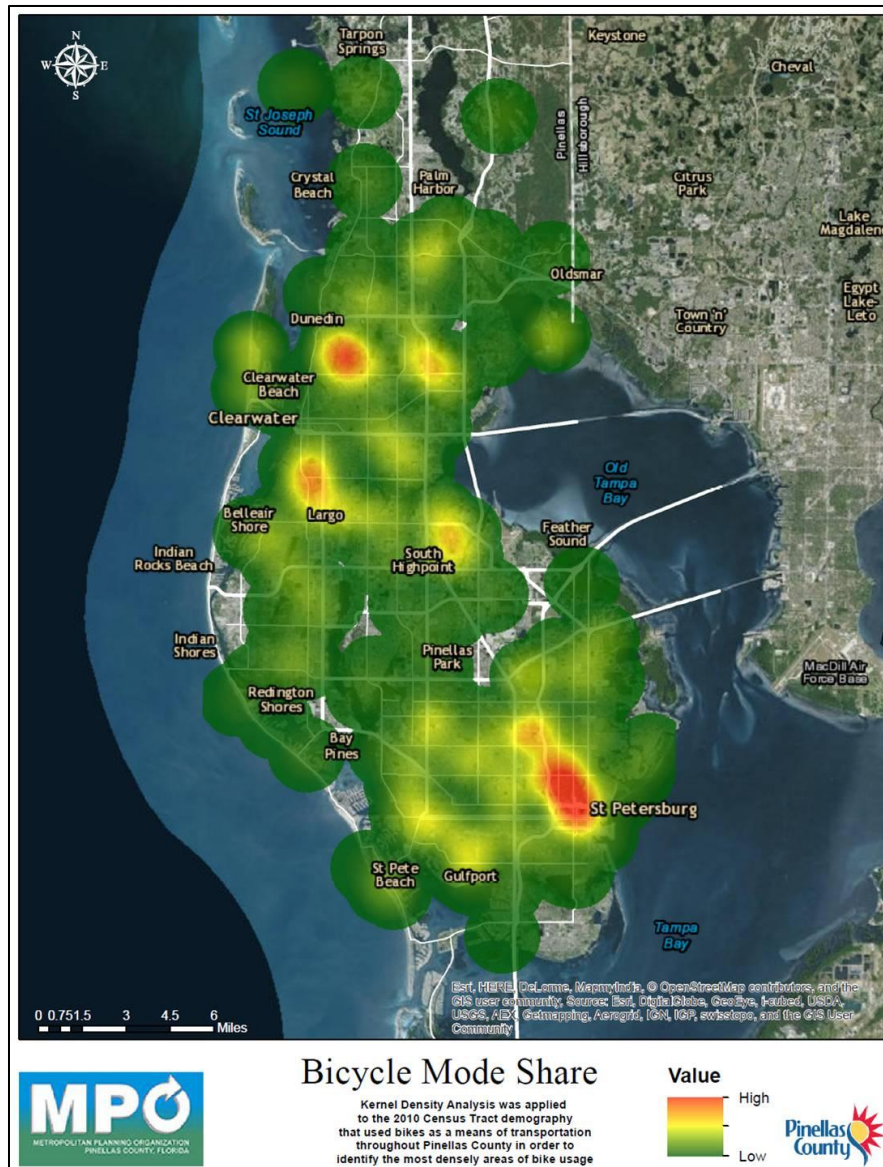 N
W
E
S
Tarpon
Springs
Keystone
Cheval
St Joseph
Sound
Pinellas
Hillsborough
Crystal
Beach
Palm
Harbor
Citrus
Park
Lake
Magdalene
Oldsmar
Egypt
Lake-
Leto
Dunedin
Town 'n'
Country
Clearwater
Beach
Clearwater
Old
Tampa
Bay
Belleair
Shore
Largo
Feather
Sound
Indian
Rocks Beach
South
Highpoint
Indian
Shores
Pinellas
Park
MacDill Air
Force Base
Redington
Shores
Bay
Pines
St Petersburg
St Pete
Beach
Gulfport
Tampa
Bay
Esri, HERE, DeLorme, MapmyIndia, © OpenStreetMap contributors, and the
GIS user community, Source: Esri, DigitalGlobe, GeoEye, i-cubed, USDA,
USGS, AEX, Getmapping, Aerogrid, IGN, IGP, swisstopo, and the GIS User
Community
0 0.751.5 3 4.5 6
Miles
MPO
METROPOLITAN PLANNING ORGANIZATION
PINELLAS COUNTY, FLORIDA
Bicycle Mode Share
Kernel Density Analysis was applied
to the 2010 Census Tract demography
that used bikes as a means of transportation
throughout Pinellas County in order to
identify the most densely areas of bike usage
Value
High
Low
Pinellas
County